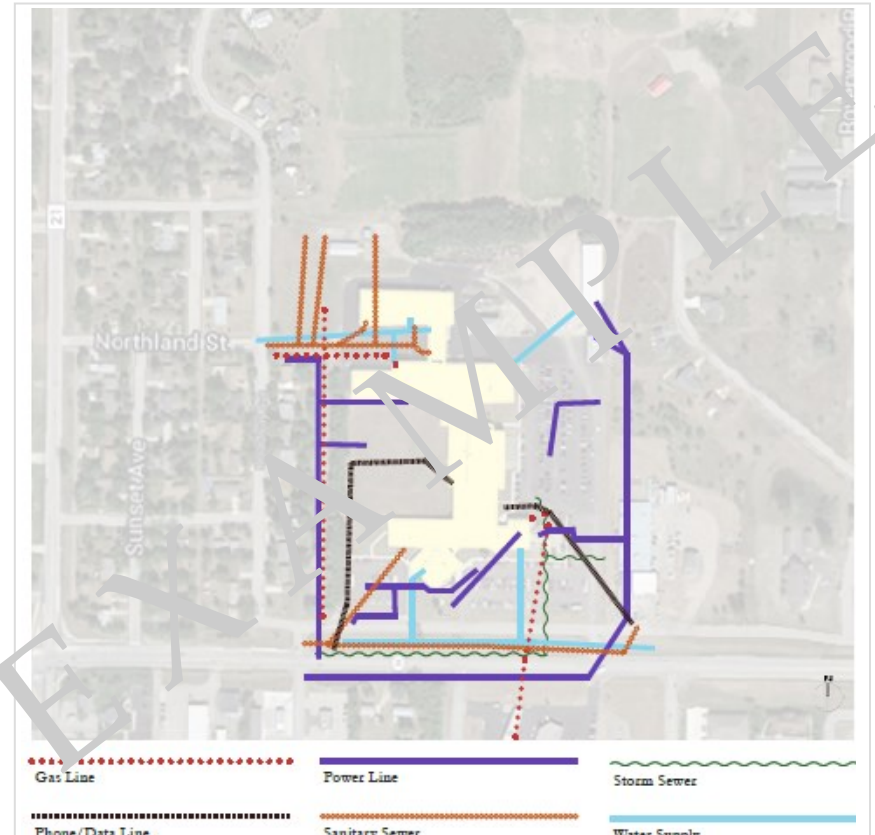 EXAMPLE
21
Northland St
Sunset Ave
N
Gas Line
Power Line
Storm Sewer
Phone/Data Line
Sanitary Sewer
Water Supply